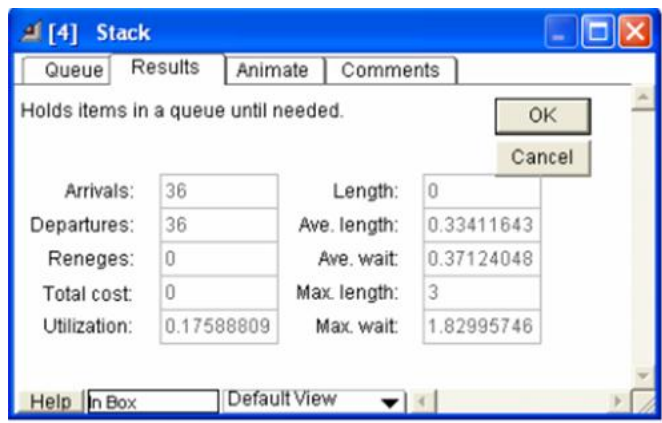 [4] Stack
Queue Results Animate Comments
Holds items in a queue until needed.
OK
Cancel
Arrivals: 36 Length: 0
Departures: 36 Ave. length: 0.33411643
Reneges: 0 Ave. wait: 0.37124048
Total cost: 0 Max. length: 3
Utilization: 0.17588809 Max. wait: 1.82995746
Help In Box Default View